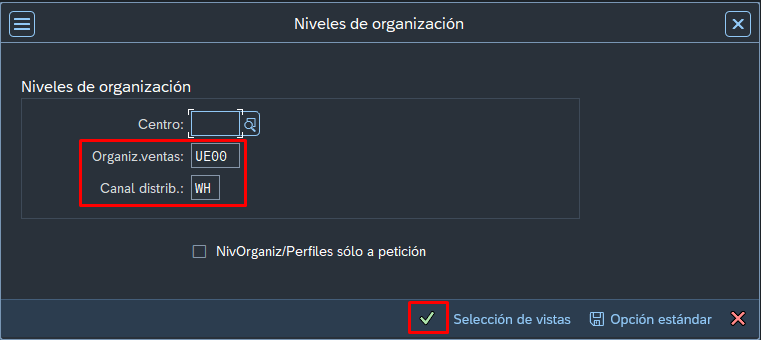 Niveles de organización
Niveles de organización
Centro:
Organiz.ventas: UE00
Canal distrib.: WH
NivOrganiz/Perfiles sólo a petición
Selección de vistas Opción estándar